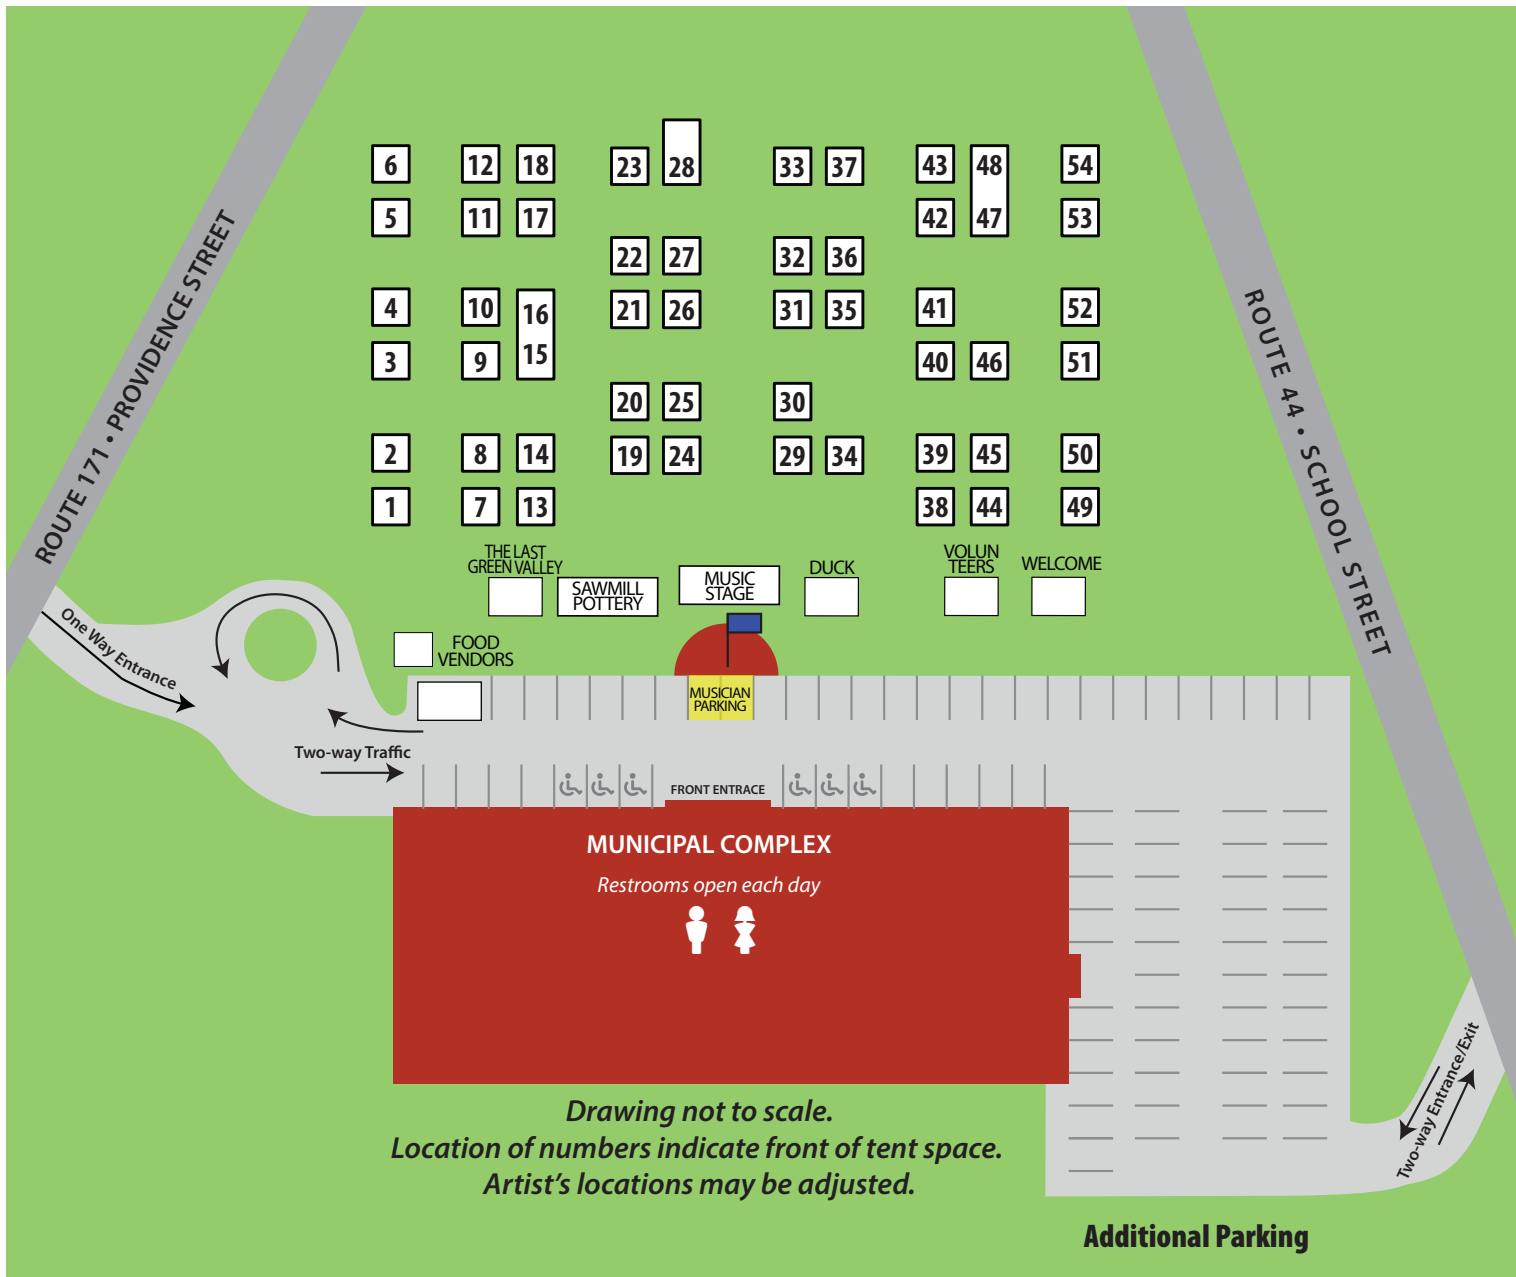 ROUTE 171 • PROVIDENCE STREET
ROUTE 44 • SCHOOL STREET
6 12 18 23 28 33 37 43 48 54
5 11 17 42 47 53
22 27 32 36
4 10 16 21 26 31 35 41 52
3 9 15 40 46 51
20 25 30
2 8 14 19 24 29 34 39 45 50
1 7 13 38 44 49
THE LAST
GREEN VALLEY
SAWMILL
POTTERY
MUSIC
STAGE
DUCK
VOLUN
TEERS
WELCOME
One Way Entrance
FOOD
VENDORS
MUSICIAN
PARKING
Two-way Traffic
FRONT ENTRACE
MUNICIPAL COMPLEX
Restrooms open each day
Two-way Entrance/Exit
Drawing not to scale.
Location of numbers indicate front of tent space.
Artist's locations may be adjusted.
Additional Parking